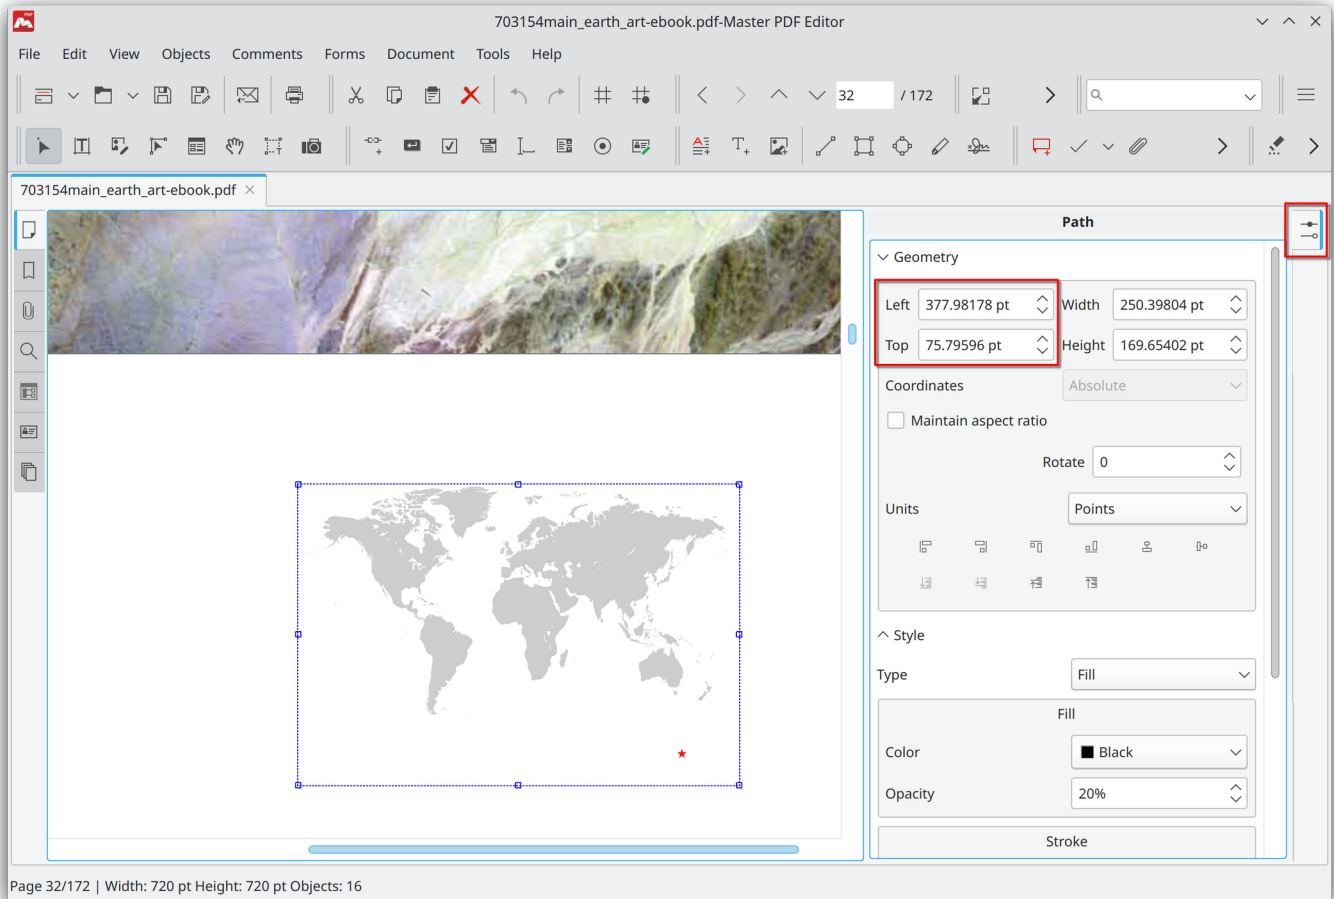 703154main_earth_art-ebook.pdf-Master PDF Editor
File Edit View Objects Comments Forms Document Tools Help
32 / 172
703154main_earth_art-ebook.pdf
Path
Geometry
Left 377.98178 pt Width 250.39804 pt
Top 75.79596 pt Height 169.65402 pt
Coordinates Absolute
Maintain aspect ratio
Rotate 0
Units Points
Style
Type Fill
Fill
Color Black
Opacity 20%
Stroke
Page 32/172 | Width: 720 pt Height: 720 pt Objects: 16